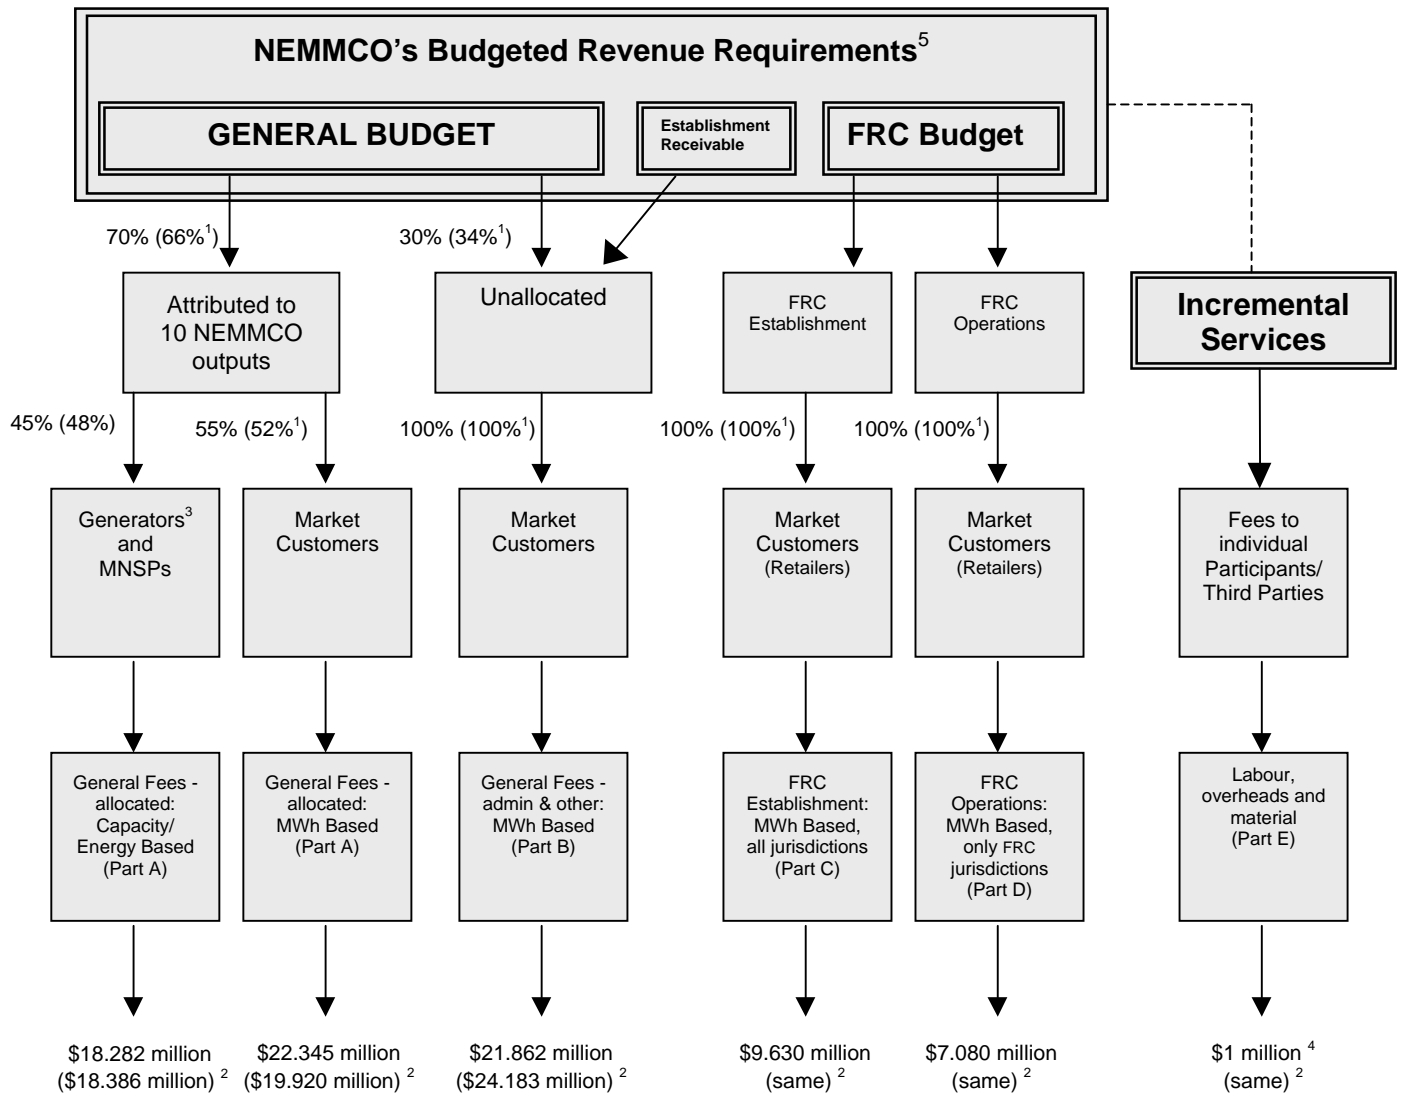 NEMMCO's Budgeted Revenue Requirements5
GENERAL BUDGET
Establishment
Receivable
FRC Budget
70% (66%1)
30% (34%1)
Attributed to
10 NEMMCO
outputs
Unallocated
FRC
Establishment
FRC
Operations
Incremental
Services
45% (48%)
55% (52%1)
100% (100%1)
100% (100%1)
100% (100%1)
Generators3
and
MNSPs
Market
Customers
Market
Customers
Market
Customers
(Retailers)
Market
Customers
(Retailers)
Fees to
individual
Participants/
Third Parties
General Fees -
allocated:
Capacity/
Energy Based
(Part A)
General Fees -
allocated:
MWh Based
(Part A)
General Fees -
admin & other:
MWh Based
(Part B)
FRC
Establishment:
MWh Based,
all jurisdictions
(Part C)
FRC
Operations:
MWh Based,
only FRC
jurisdictions
(Part D)
Labour,
overheads and
material
(Part E)
$18.282 million
($18.386 million) 2
$22.345 million
($19.920 million) 2
$21.862 million
($24.183 million) 2
$9.630 million
(same) 2
$7.080 million
(same) 2
$1 million 4
(same) 2